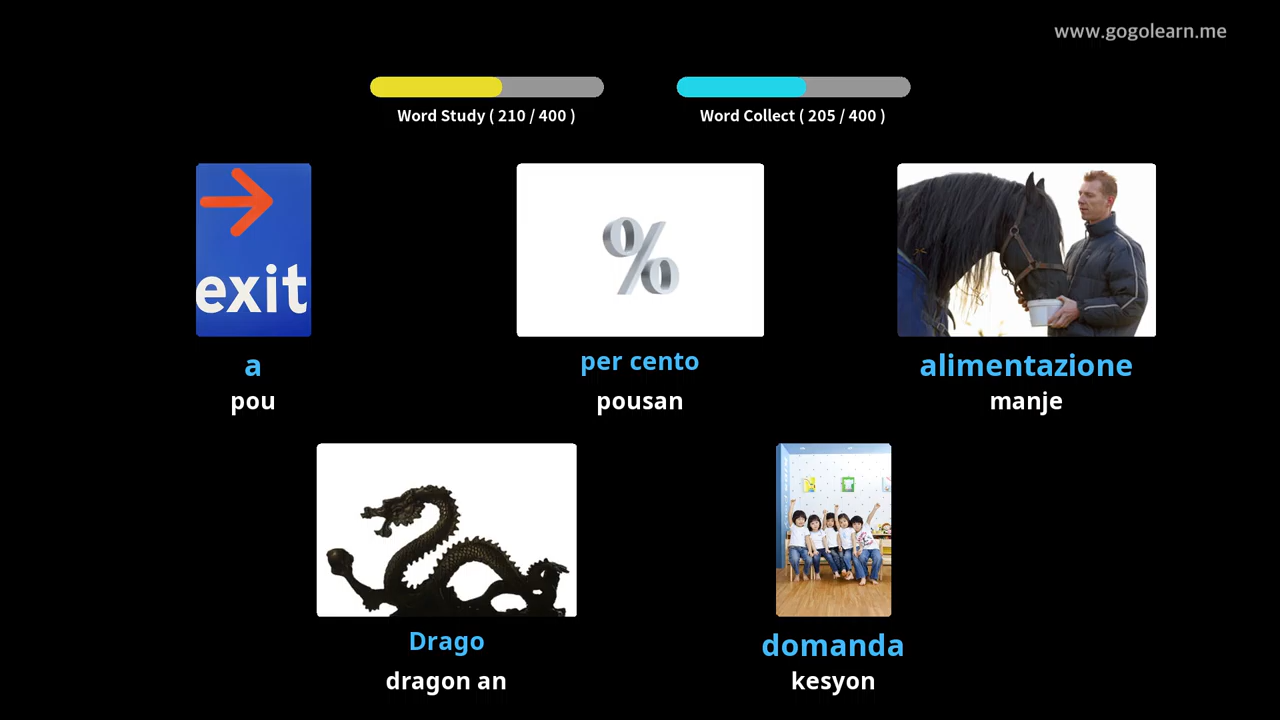 www.gogolearn.me
Word Study ( 210 / 400 )
Word Collect ( 205 / 400 )
exit
a
pou
per cento
pousan
%
alimentazione
manje
Drago
dragon an
domanda
kesyon